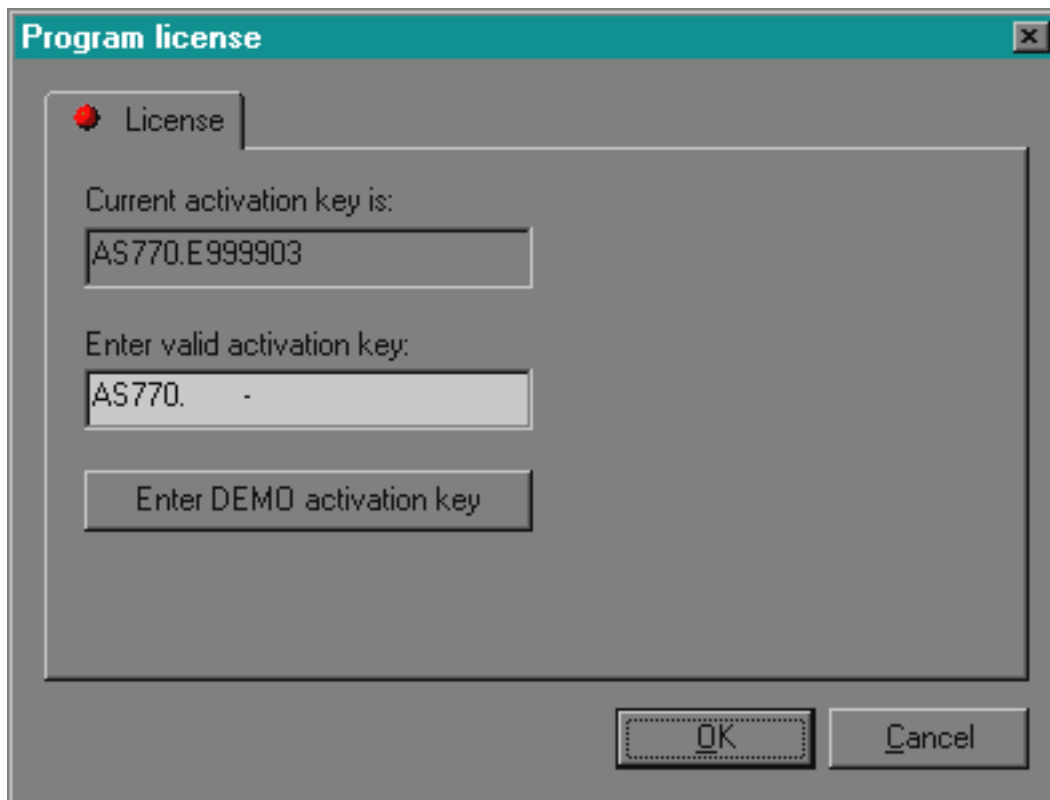 Program license
License
Current activation key is:
AS770.E999903
Enter valid activation key:
AS770. -
Enter DEMO activation key
OK Cancel